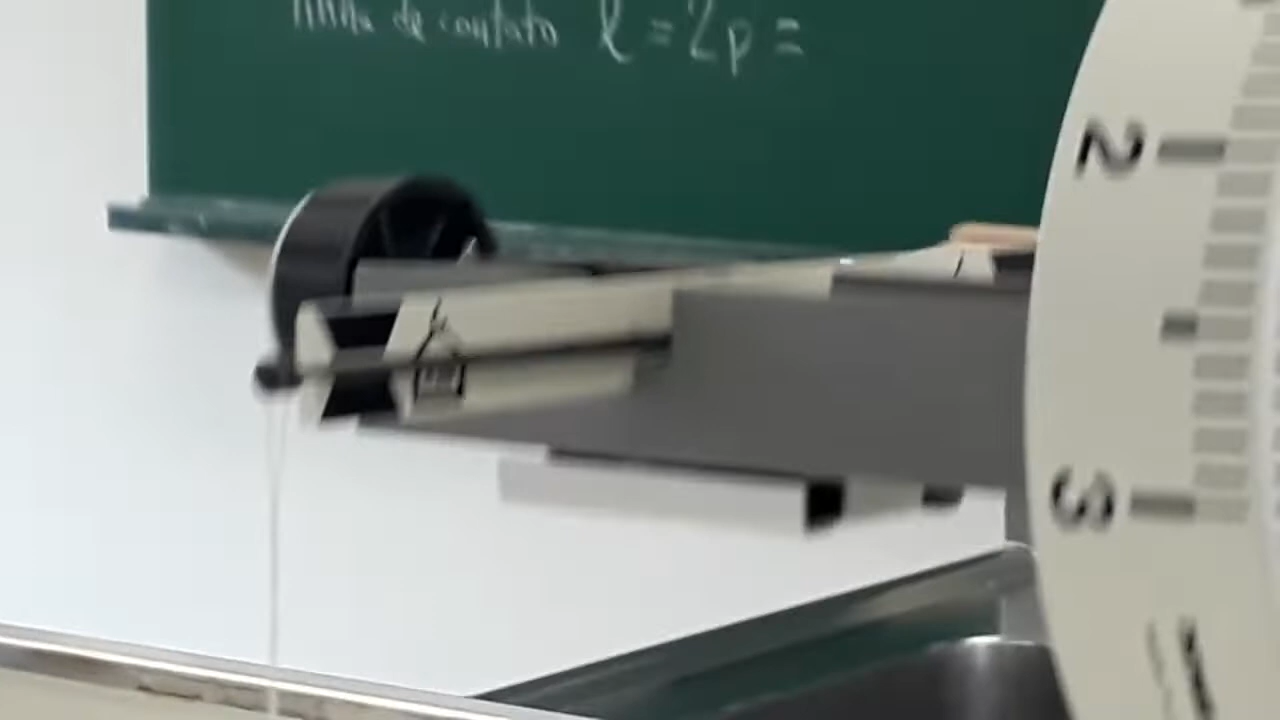 linha de contato l = 2p =
2
3